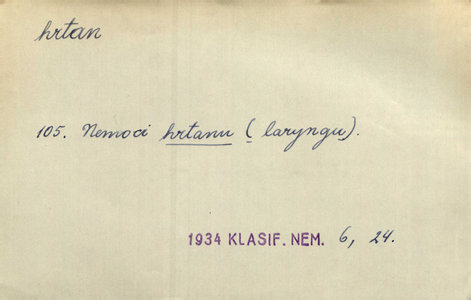 hrtan
105. Nemoci hrtanu (laryngu).
1934 KLASIF. NEM. 6, 24.